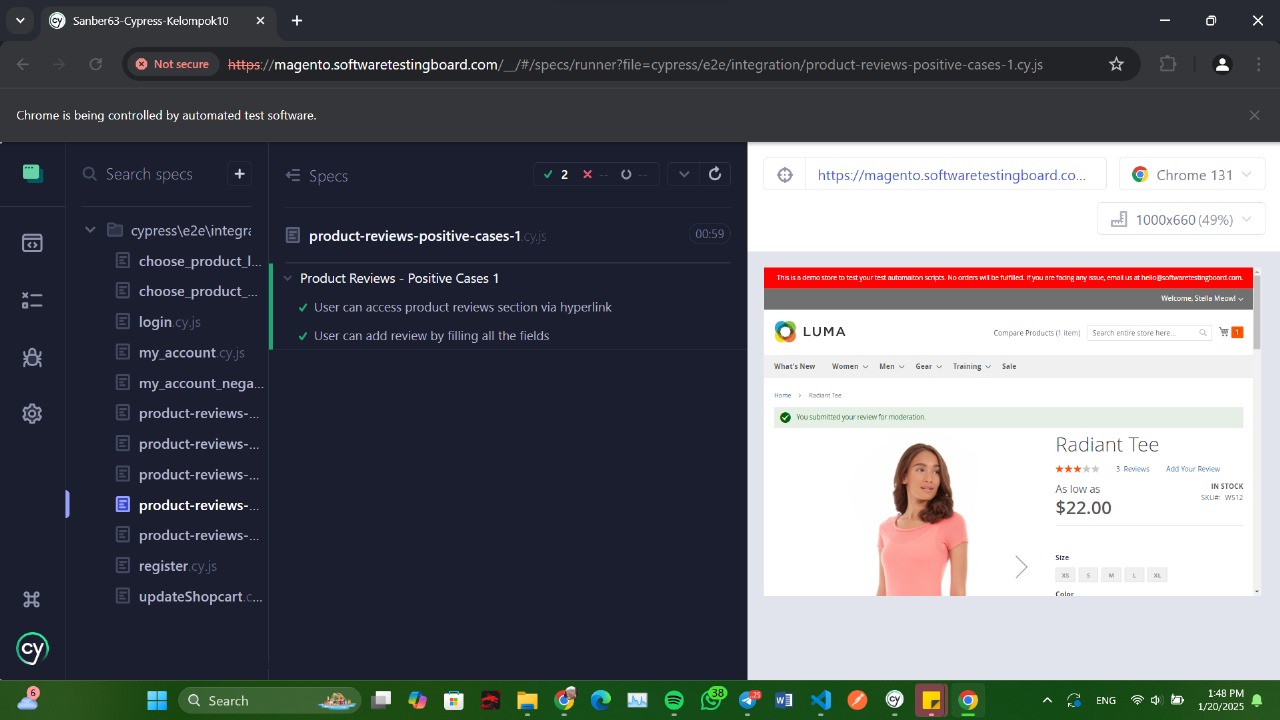 Sanber63-Cypress-Kelompok10
Not secure https://magento.softwaretestingboard.com/__/#/specs/runner?file=cypress/e2e/integration/product-reviews-positive-cases-1.cy.js
Chrome is being controlled by automated test software.
Search specs
Specs
2 -- --
https://magento.softwaretestingboard.co...
Chrome 131
1000x660 (49%)
cypress\e2e\integra
choose_product_l...
choose_product_...
login.cy.js
my_account.cy.js
my_account_nega...
product-reviews-...
product-reviews-...
product-reviews-...
product-reviews-...
product-reviews-...
register.cy.js
updateShopcart.c...
cy
product-reviews-positive-cases-1.cy.js 00:59
Product Reviews - Positive Cases 1
User can access product reviews section via hyperlink
User can add review by filling all the fields
This is a demo store to test your test automaiton scripts. No orders will be fulfilled. If you are facing any issue, email us at hello@softwaretestingboard.com.
Welcome, Stella Meowl
LUMA
Compare Products (1 item)
Search entire store here...
1
What's New Women Men Gear Training Sale
Home > Radiant Tee
You submitted your review for moderation.
Radiant Tee
3 Reviews Add Your Review
As low as
$22.00
IN STOCK
SKU#: WS12
Size
XS S M L XL
Color
6
Search
38
25
ENG
1:48 PM
1/20/2025